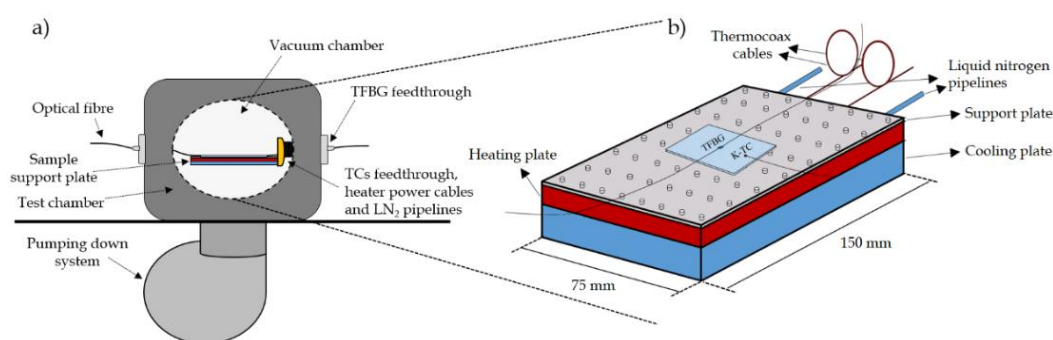 a)
Vacuum chamber
Optical fibre
TFBG feedthrough
Sample
support plate
Test chamber
TCs feedthrough,
heater power cables
and LN₂ pipelines
Pumping down
system
b)
Thermocoax
cables
Liquid nitrogen
pipelines
Support plate
Cooling plate
Heating plate
TFBG
K-TC
75 mm
150 mm